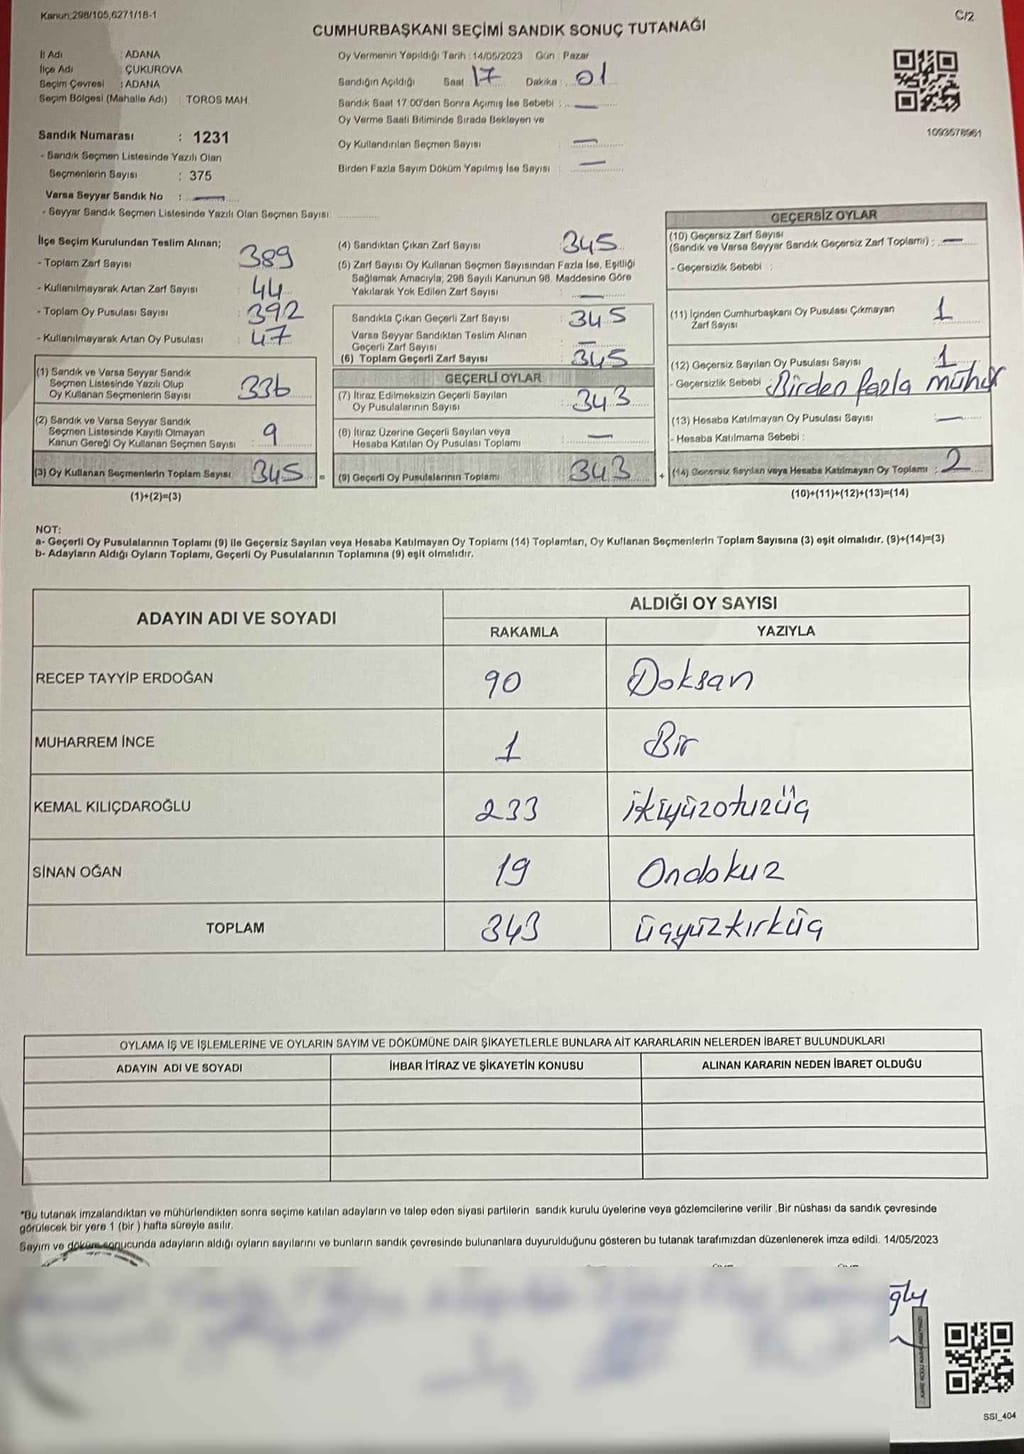 Kanun;298/105,6271/18-1
C/2
CUMHURBAŞKANI SEÇİMİ SANDIK SONUÇ TUTANAĞI
İl Adı : ADANA
İlçe Adı : ÇUKUROVA
Seçim Çevresi : ADANA
Seçim Bölgesi (Mahalle Adı) : TOROS MAH.
Sandık Numarası : 1231
- Sandık Seçmen Listesinde Yazılı Olan
Seçmenlerin Sayısı : 375
Varsa Seyyar Sandık No : —
- Seyyar Sandık Seçmen Listesinde Yazılı Olan Seçmen Sayısı:
Oy Vermenin Yapıldığı Tarih : 14/05/2023 Gün : Pazar
Sandığın Açıldığı Saat 17 Dakika : 01
Sandık Saat 17:00'den Sonra Açımış İse Sebebi : —
Oy Verme Saati Bitiminde Sırada Bekleyen ve
Oy Kullandırılan Seçmen Sayısı : —
Birden Fazla Sayım Döküm Yapılmış İse Sayısı : —
1093578961
İlçe Seçim Kurulundan Teslim Alınan;
- Toplam Zarf Sayısı : 389
- Kullanılmayarak Artan Zarf Sayısı : 44
- Toplam Oy Pusulası Sayısı : 392
- Kullanılmayarak Artan Oy Pusulası : 47
(1) Sandık ve Varsa Seyyar Sandık
Seçmen Listesinde Yazılı Olup
Oy Kullanan Seçmenlerin Sayısı : 336
(2) Sandık ve Varsa Seyyar Sandık
Seçmen Listesinde Kayıtlı Olmayan
Kanun Gereği Oy Kullanan Seçmen Sayısı : 9
(3) Oy Kullanan Seçmenlerin Toplam Sayısı : 345 =
(1)+(2)=(3)
(4) Sandıktan Çıkan Zarf Sayısı : 345
(5) Zarf Sayısı Oy Kullanan Seçmen Sayısından Fazla İse, Eşitliği
Sağlamak Amacıyla; 298 Sayılı Kanunun 98. Maddesine Göre
Yakılarak Yok Edilen Zarf Sayısı : —
Sandıkta Çıkan Geçerli Zarf Sayısı : 345
Varsa Seyyar Sandıktan Teslim Alınan
Geçerli Zarf Sayısı : —
(6) Toplam Geçerli Zarf Sayısı : 345
GEÇERLİ OYLAR
(7) İtiraz Edilmeksizin Geçerli Sayılan
Oy Pusulalarının Sayısı : 343
(8) İtiraz Üzerine Geçerli Sayılan veya
Hesaba Katılan Oy Pusulası Toplamı : —
(9) Geçerli Oy Pusulalarının Toplamı : 343 +
GEÇERSİZ OYLAR
(10) Geçersiz Zarf Sayısı
(Sandık ve Varsa Seyyar Sandık Geçersiz Zarf Toplamı) : —
- Geçersizlik Sebebi :
(11) İçinden Cumhurbaşkanı Oy Pusulası Çıkmayan
Zarf Sayısı : 1
(12) Geçersiz Sayılan Oy Pusulası Sayısı : 1
- Geçersizlik Sebebi : Birden fazla mühür
(13) Hesaba Katılmayan Oy Pusulası Sayısı : —
- Hesaba Katılmama Sebebi :
(14) Geçersiz Sayılan veya Hesaba Katılmayan Oy Toplamı : 2
(10)+(11)+(12)+(13)=(14)
NOT:
a- Geçerli Oy Pusulalarının Toplamı (9) ile Geçersiz Sayılan veya Hesaba Katılmayan Oy Toplamı (14) Toplamları, Oy Kullanan Seçmenlerin Toplam Sayısına (3) eşit olmalıdır. (9)+(14)=(3)
b- Adayların Aldığı Oyların Toplamı, Geçerli Oy Pusulalarının Toplamına (9) eşit olmalıdır.
ADAYIN ADI VE SOYADI
ALDIĞI OY SAYISI
RAKAMLA YAZIYLA
RECEP TAYYİP ERDOĞAN 90 Doksan
MUHARREM İNCE 1 Bir
KEMAL KILIÇDAROĞLU 233 ikiyüzotuzüç
SİNAN OĞAN 19 Ondokuz
TOPLAM 343 üçyüzkırküç
OYLAMA İŞ VE İŞLEMLERİNE VE OYLARIN SAYIM VE DÖKÜMÜNE DAİR ŞİKAYETLERLE BUNLARA AİT KARARLARIN NELERDEN İBARET BULUNDUKLARI
ADAYIN ADI VE SOYADI İHBAR İTİRAZ VE ŞİKAYETİN KONUSU ALINAN KARARIN NEDEN İBARET OLDUĞU
*Bu tutanak imzalandıktan ve mühürlendikten sonra seçime katılan adayların ve talep eden siyasi partilerin sandık kurulu üyelerine veya gözlemcilerine verilir .Bir nüshası da sandık çevresinde
görülecek bir yere 1 (bir ) hafta süreyle asılır.
Sayım ve döküm sonucunda adayların aldığı oyların sayılarını ve bunların sandık çevresinde bulunanlara duyurulduğunu gösteren bu tutanak tarafımızdan düzenlenerek imza edildi. 14/05/2023
SSI_404